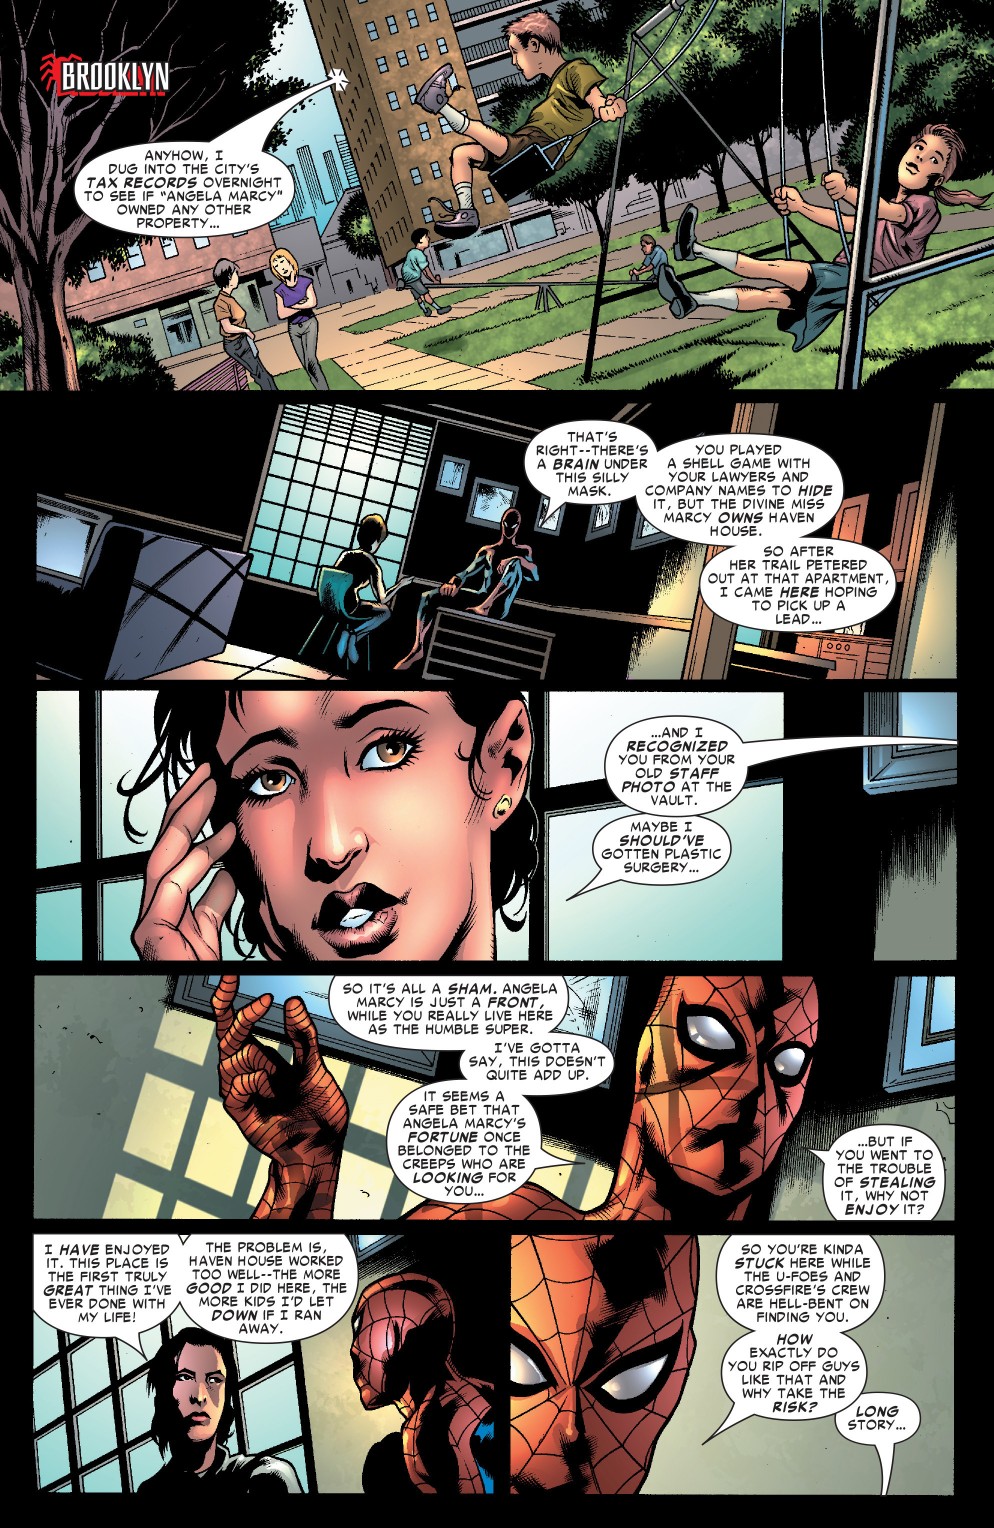 BROOKLYN
ANYHOW, I
DUG INTO THE CITY'S
TAX RECORDS OVERNIGHT
TO SEE IF "ANGELA MARCY"
OWNED ANY OTHER
PROPERTY...
THAT'S
RIGHT--THERE'S
A BRAIN UNDER
THIS SILLY
MASK.
YOU PLAYED
A SHELL GAME WITH
YOUR LAWYERS AND
COMPANY NAMES TO HIDE
IT, BUT THE DIVINE MISS
MARCY OWNS HAVEN
HOUSE.
SO AFTER
HER TRAIL PETERED
OUT AT THAT APARTMENT,
I CAME HERE HOPING
TO PICK UP A
LEAD...
...AND I
RECOGNIZED
YOU FROM YOUR
OLD STAFF
PHOTO AT THE
VAULT.
MAYBE I
SHOULD'VE
GOTTEN PLASTIC
SURGERY...
SO IT'S ALL A SHAM. ANGELA
MARCY IS JUST A FRONT,
WHILE YOU REALLY LIVE HERE
AS THE HUMBLE SUPER.
I'VE GOTTA
SAY, THIS DOESN'T
QUITE ADD UP.
IT SEEMS A
SAFE BET THAT
ANGELA MARCY'S
FORTUNE ONCE
BELONGED TO THE
CREEPS WHO ARE
LOOKING FOR
YOU...
...BUT IF
YOU WENT TO
THE TROUBLE
OF STEALING
IT, WHY NOT
ENJOY IT?
I HAVE ENJOYED
IT. THIS PLACE IS
THE FIRST TRULY
GREAT THING I'VE
EVER DONE WITH
MY LIFE!
THE PROBLEM IS,
HAVEN HOUSE WORKED
TOO WELL--THE MORE
GOOD I DID HERE, THE
MORE KIDS I'D LET
DOWN IF I RAN
AWAY.
SO YOU'RE KINDA
STUCK HERE WHILE
THE U-FOES AND
CROSSFIRE'S CREW
ARE HELL-BENT ON
FINDING YOU.
HOW
EXACTLY DO
YOU RIP OFF GUYS
LIKE THAT AND
WHY TAKE THE
RISK?
LONG
STORY...